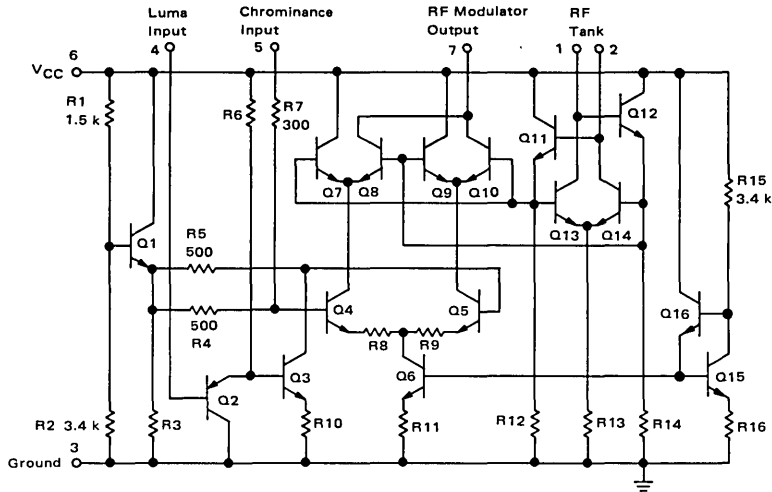 Luma Input 4
Chrominance Input 5
RF Modulator Output 7
RF Tank 1 2
6
VCC
R1 1.5 k
R6
R7 300
Q11
Q12
Q7
Q8
Q9
Q10
R15 3.4 k
Q1
R5 500
Q13
Q14
500 R4
Q4
Q5
Q16
R8
R9
Q2
Q3
Q6
Q15
R2 3.4 k
R3
R10
R11
R12
R13
R14
R16
3
Ground